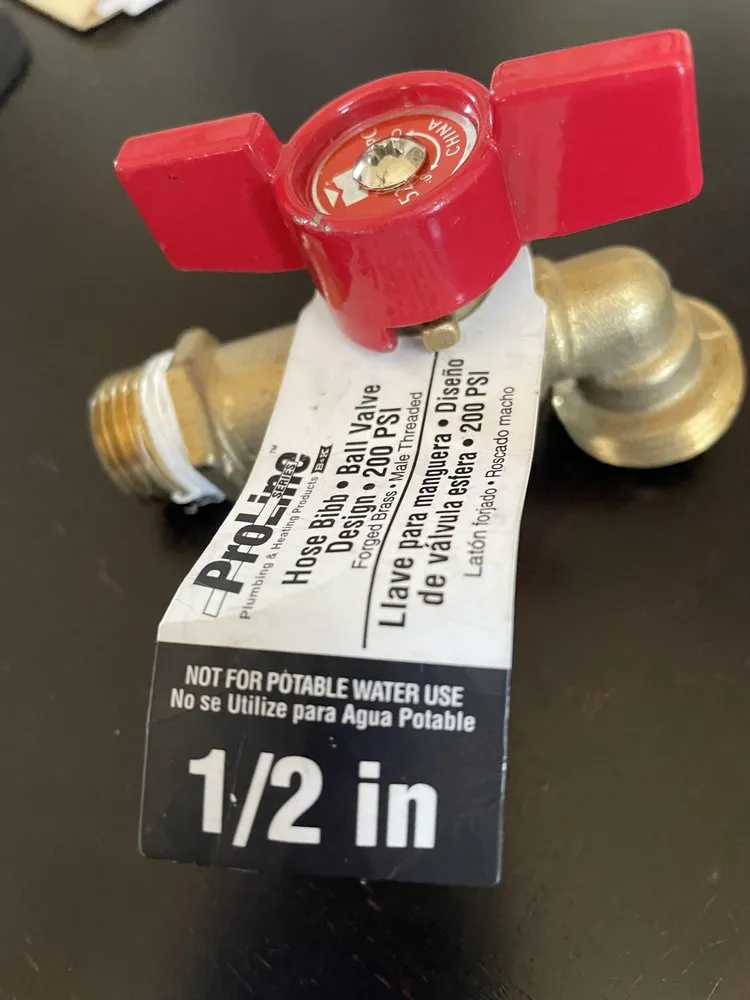 CHINA
ProLine™
SERIES
Plumbing & Heating Products BKK
Hose Bibb • Ball Valve
Design • 200 PSI
Forged Brass • Male Threaded
Llave para manguera • Diseño
de válvula esfera • 200 PSI
Latón forjado • Roscado macho
NOT FOR POTABLE WATER USE
No se Utilize para Agua Potable
1/2 in